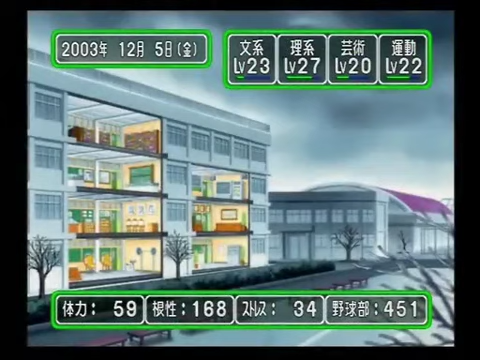 2003年 12月 5日(金)
文系 理系 芸術 運動
Lv23 Lv27 Lv20 Lv22
体力： 59 根性：168 ストレス： 34 野球部：451